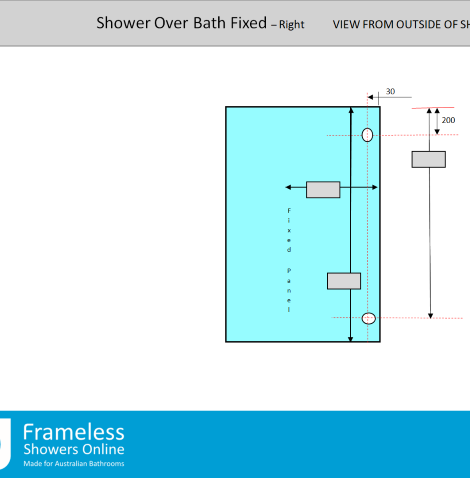 Shower Over Bath Fixed – Right VIEW FROM OUTSIDE OF SH
30
200
Fixed Panel
Frameless
Showers Online
Made for Australian Bathrooms